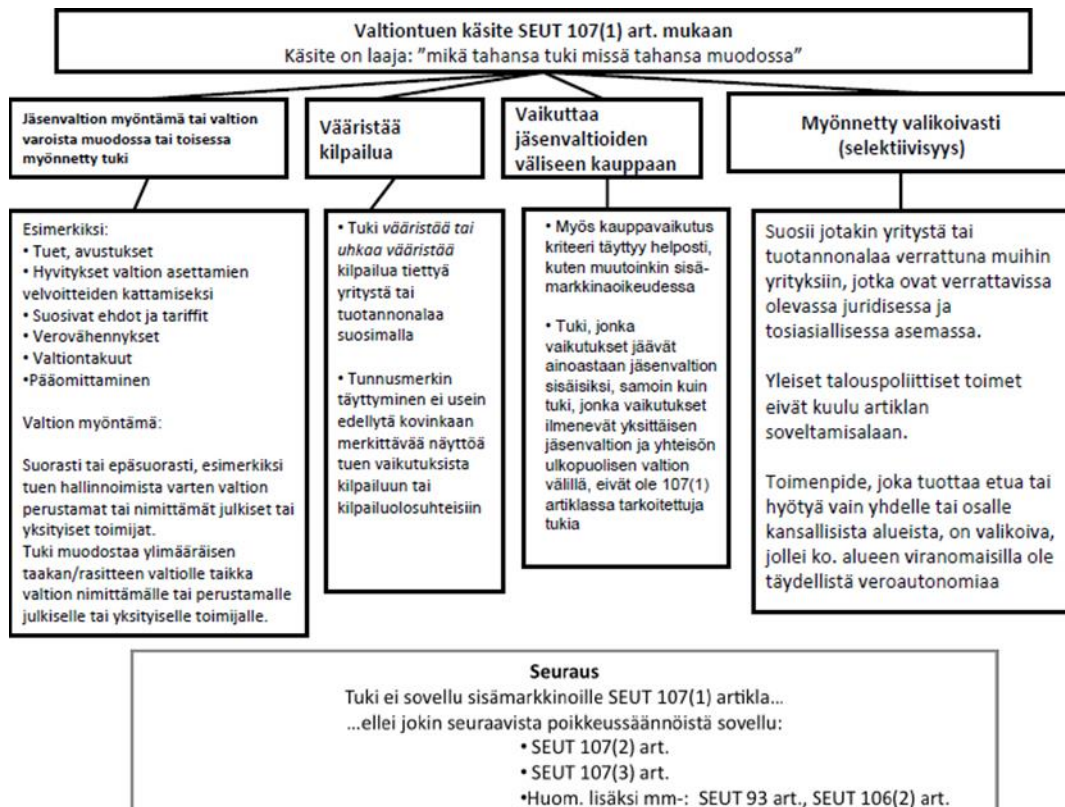 Valtiontuen käsite SEUT 107(1) art. mukaan
Käsite on laaja: ”mikä tahansa tuki missä tahansa muodossa”
Jäsenvaltion myöntämä tai valtion
varoista muodossa tai toisessa
myönnetty tuki
Vääristää
kilpailua
Vaikuttaa
jäsenvaltioiden
väliseen kauppaan
Myönnetty valikoivasti
(selektiivisyys)
Esimerkiksi:
• Tuet, avustukset
• Hyvitykset valtion asettamien
velvoitteiden kattamiseksi
• Suosivat ehdot ja tariffit
• Verovähennykset
• Valtiontakuut
•Pääomittaminen
Valtion myöntämä:
Suorasti tai epäsuorasti, esimerkiksi
tuen hallinnoimista varten valtion
perustamat tai nimittämät julkiset tai
yksityiset toimijat.
Tuki muodostaa ylimääräisen
taakan/rasitteen valtiolle taikka
valtion nimittämälle tai perustamalle
julkiselle tai yksityiselle toimijalle.
• Tuki vääristää tai
uhkaa vääristää
kilpailua tiettyä
yritystä tai
tuotannonalaa
suosimalla
• Tunnusmerkin
täyttyminen ei usein
edellytä kovinkaan
merkittävää näyttöä
tuen vaikutuksista
kilpailuun tai
kilpailuolosuhteisiin
• Myös kauppavaikutus
kriteeri täyttyy helposti,
kuten muutoinkin sisä-
markkinaoikeudessa
• Tuki, jonka
vaikutukset jäävät
ainoastaan jäsenvaltion
sisäisiksi, samoin kuin
tuki, jonka vaikutukset
ilmenevät yksittäisen
jäsenvaltion ja yhteisön
ulkopuolisen valtion
välillä, eivät ole 107(1)
artiklassa tarkoitettuja
tukia
Suosii jotakin yritystä tai
tuotannonalaa verrattuna muihin
yrityksiin, jotka ovat verrattavissa
olevassa juridisessa ja
tosiasiallisessa asemassa.
Yleiset talouspoliittiset toimet
eivät kuulu artiklan
soveltamisalaan.
Toimenpide, joka tuottaa etua tai
hyötyä vain yhdelle tai osalle
kansallisista alueista, on valikoiva,
jollei ko. alueen viranomaisilla ole
täydellistä veroautonomiaa
Seuraus
Tuki ei sovellu sisämarkkinoille SEUT 107(1) artikla...
...ellei jokin seuraavista poikkeussäännöistä sovellu:
• SEUT 107(2) art.
• SEUT 107(3) art.
•Huom. lisäksi mm-: SEUT 93 art., SEUT 106(2) art.